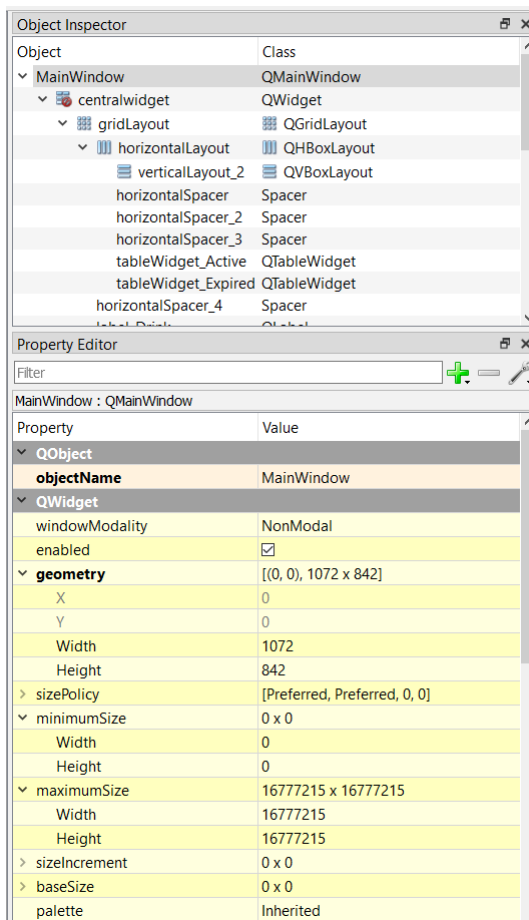 Object Inspector
Object Class
MainWindow QMainWindow
centralwidget QWidget
gridLayout QGridLayout
horizontalLayout QHBoxLayout
verticalLayout_2 QVBoxLayout
horizontalSpacer Spacer
horizontalSpacer_2 Spacer
horizontalSpacer_3 Spacer
tableWidget_Active QTableWidget
tableWidget_Expired QTableWidget
horizontalSpacer_4 Spacer
label_Drink QLabel
Property Editor
Filter
MainWindow : QMainWindow
Property Value
QObject
objectName MainWindow
QWidget
windowModality NonModal
enabled
geometry [(0, 0), 1072 x 842]
X 0
Y 0
Width 1072
Height 842
sizePolicy [Preferred, Preferred, 0, 0]
minimumSize 0 x 0
Width 0
Height 0
maximumSize 16777215 x 16777215
Width 16777215
Height 16777215
sizeIncrement 0 x 0
baseSize 0 x 0
palette Inherited